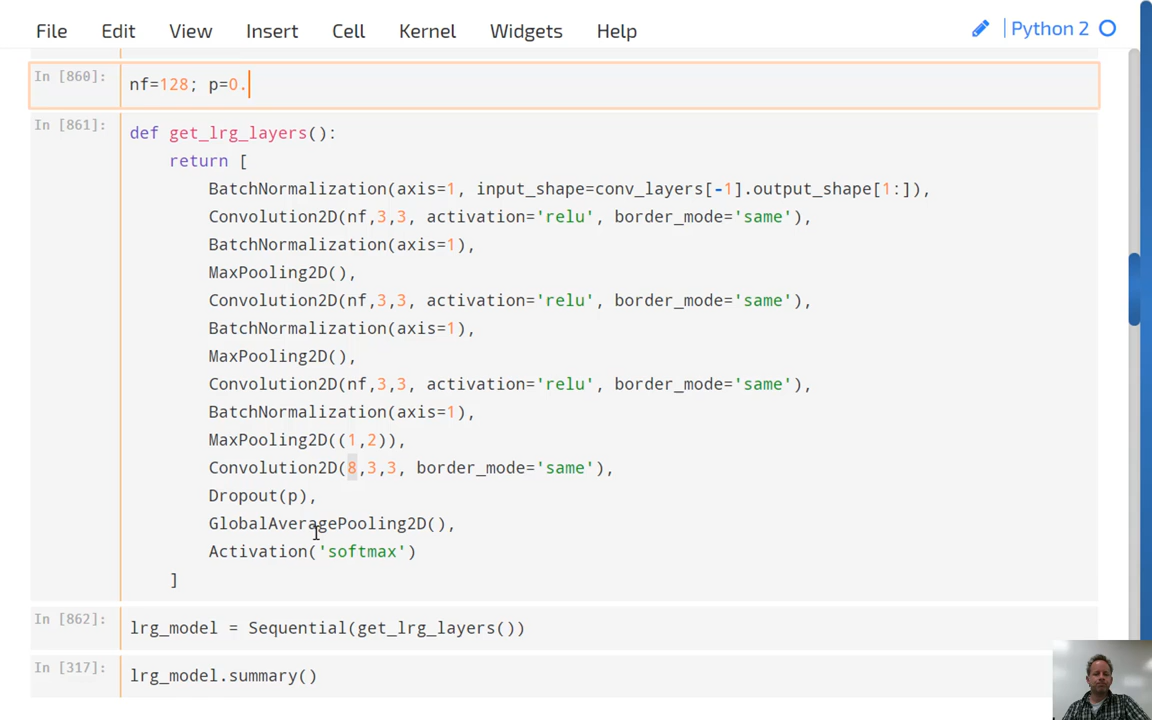 File Edit View Insert Cell Kernel Widgets Help Python 2
In [860]: nf=128; p=0.
In [861]: def get_lrg_layers():
return [
BatchNormalization(axis=1, input_shape=conv_layers[-1].output_shape[1:]),
Convolution2D(nf,3,3, activation='relu', border_mode='same'),
BatchNormalization(axis=1),
MaxPooling2D(),
Convolution2D(nf,3,3, activation='relu', border_mode='same'),
BatchNormalization(axis=1),
MaxPooling2D(),
Convolution2D(nf,3,3, activation='relu', border_mode='same'),
BatchNormalization(axis=1),
MaxPooling2D((1,2)),
Convolution2D(8,3,3, border_mode='same'),
Dropout(p),
GlobalAveragePooling2D(),
Activation('softmax')
]
In [862]: lrg_model = Sequential(get_lrg_layers())
In [317]: lrg_model.summary()